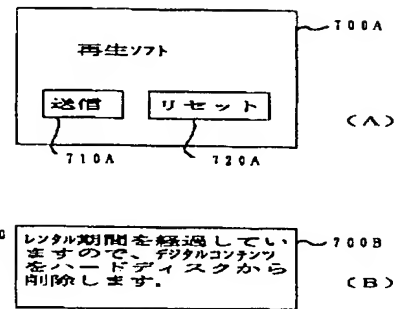 700A
再生ソフト
送信 リセット
(A)
710A 720A
レンタル期間を経過してい
ますので、デジタルコンテンツ
をハードディスクから
削除します。
700B
(B)